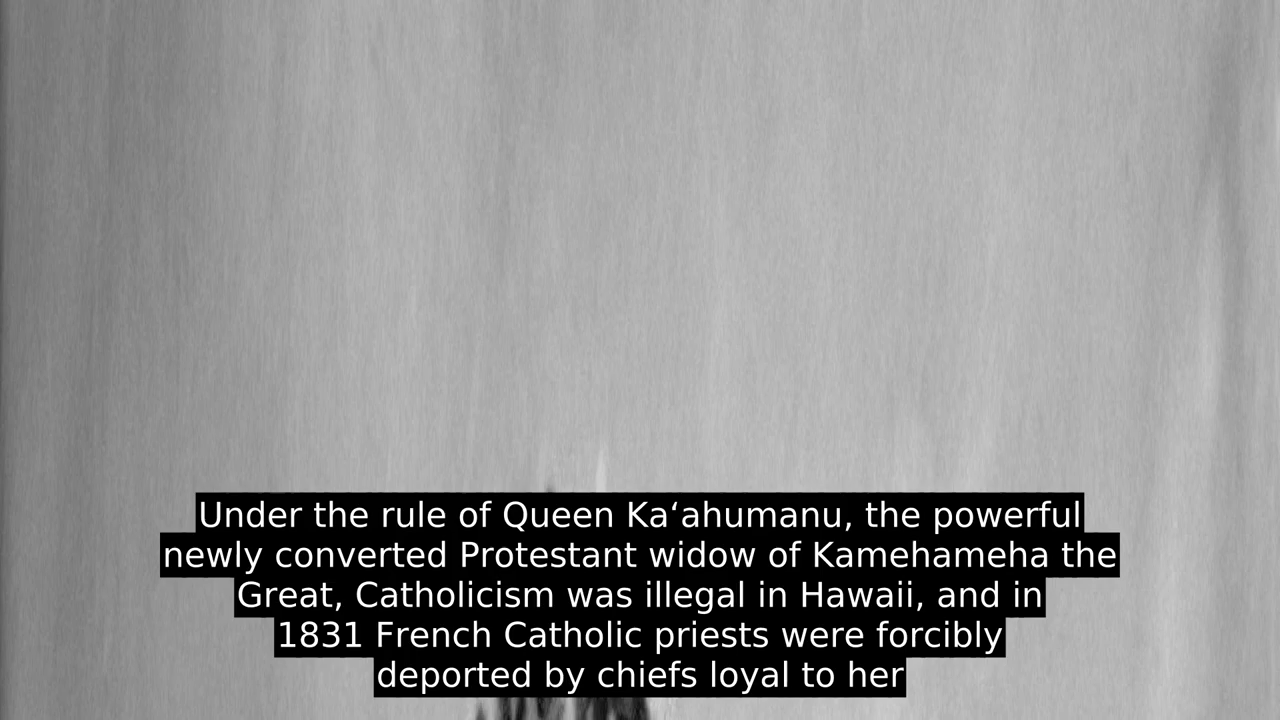 Under the rule of Queen Kaʻahumanu, the powerful
newly converted Protestant widow of Kamehameha the
Great, Catholicism was illegal in Hawaii, and in
1831 French Catholic priests were forcibly
deported by chiefs loyal to her